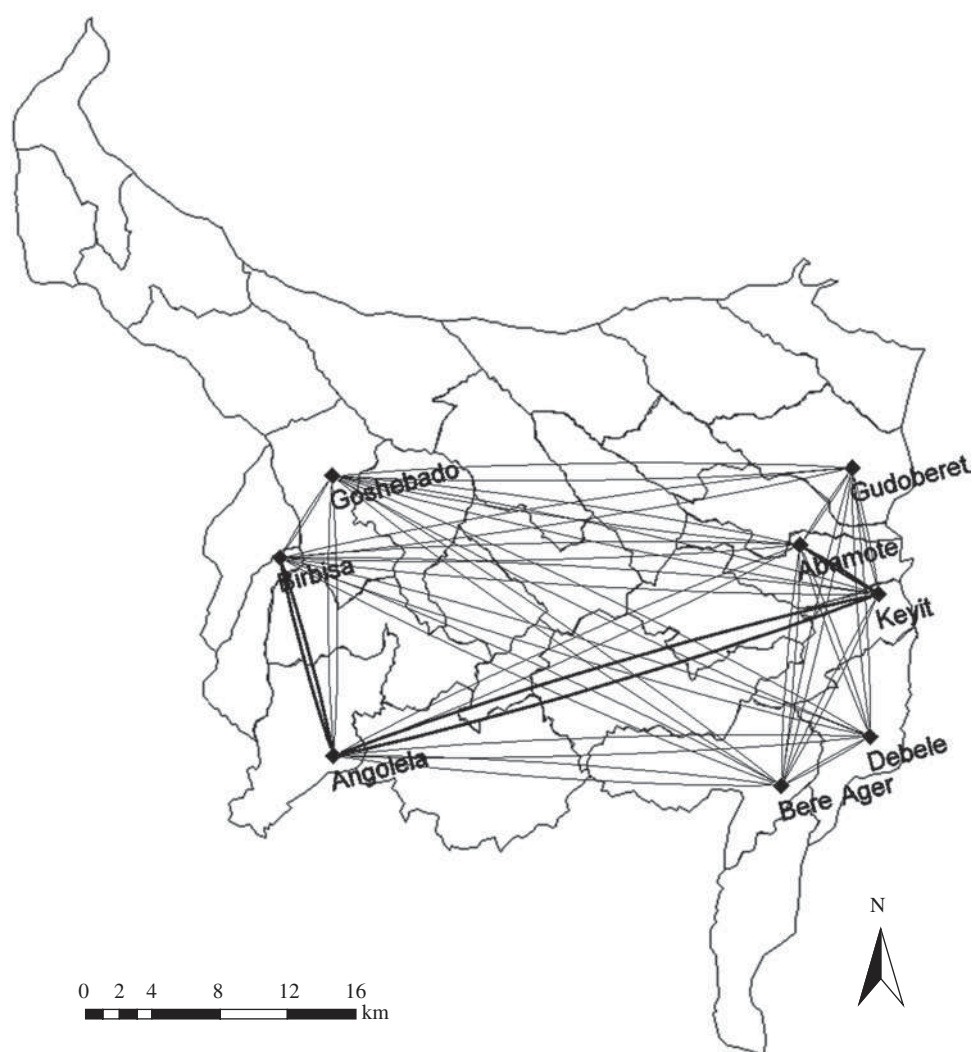 Goshebado
Gudoberet
Birbisa
Abamote
Keyit
Angolela
Debele
Bere Ager
N
0 2 4 8 12 16
km